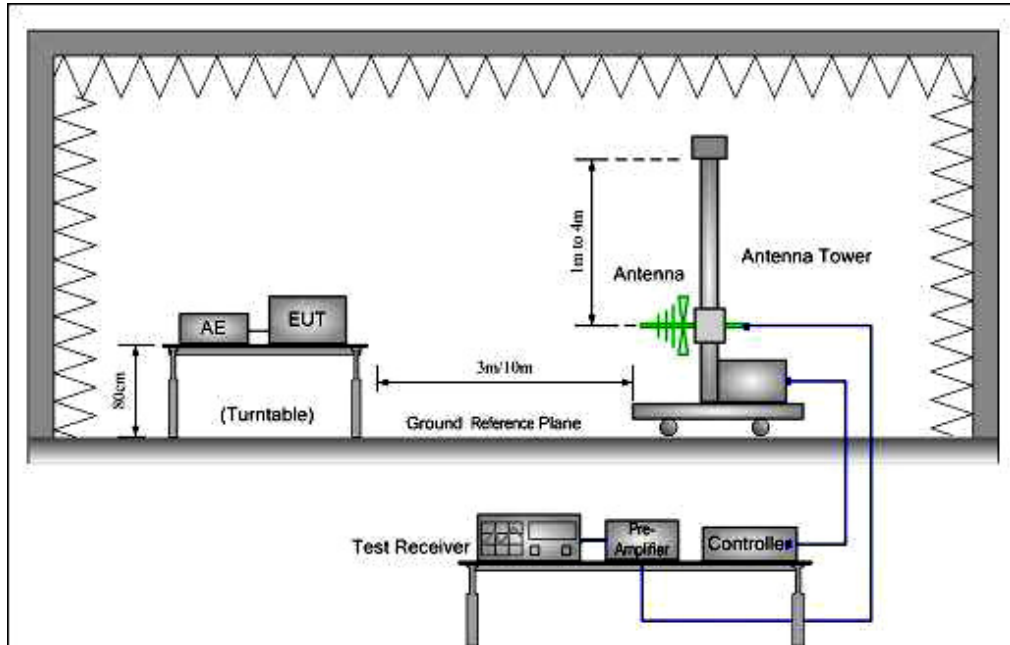 1m to 4m
Antenna
Antenna Tower
AE
EUT
80cm
(Turntable)
3m/10m
Ground Reference Plane
Test Receiver
Pre-
Amplifier
Controller